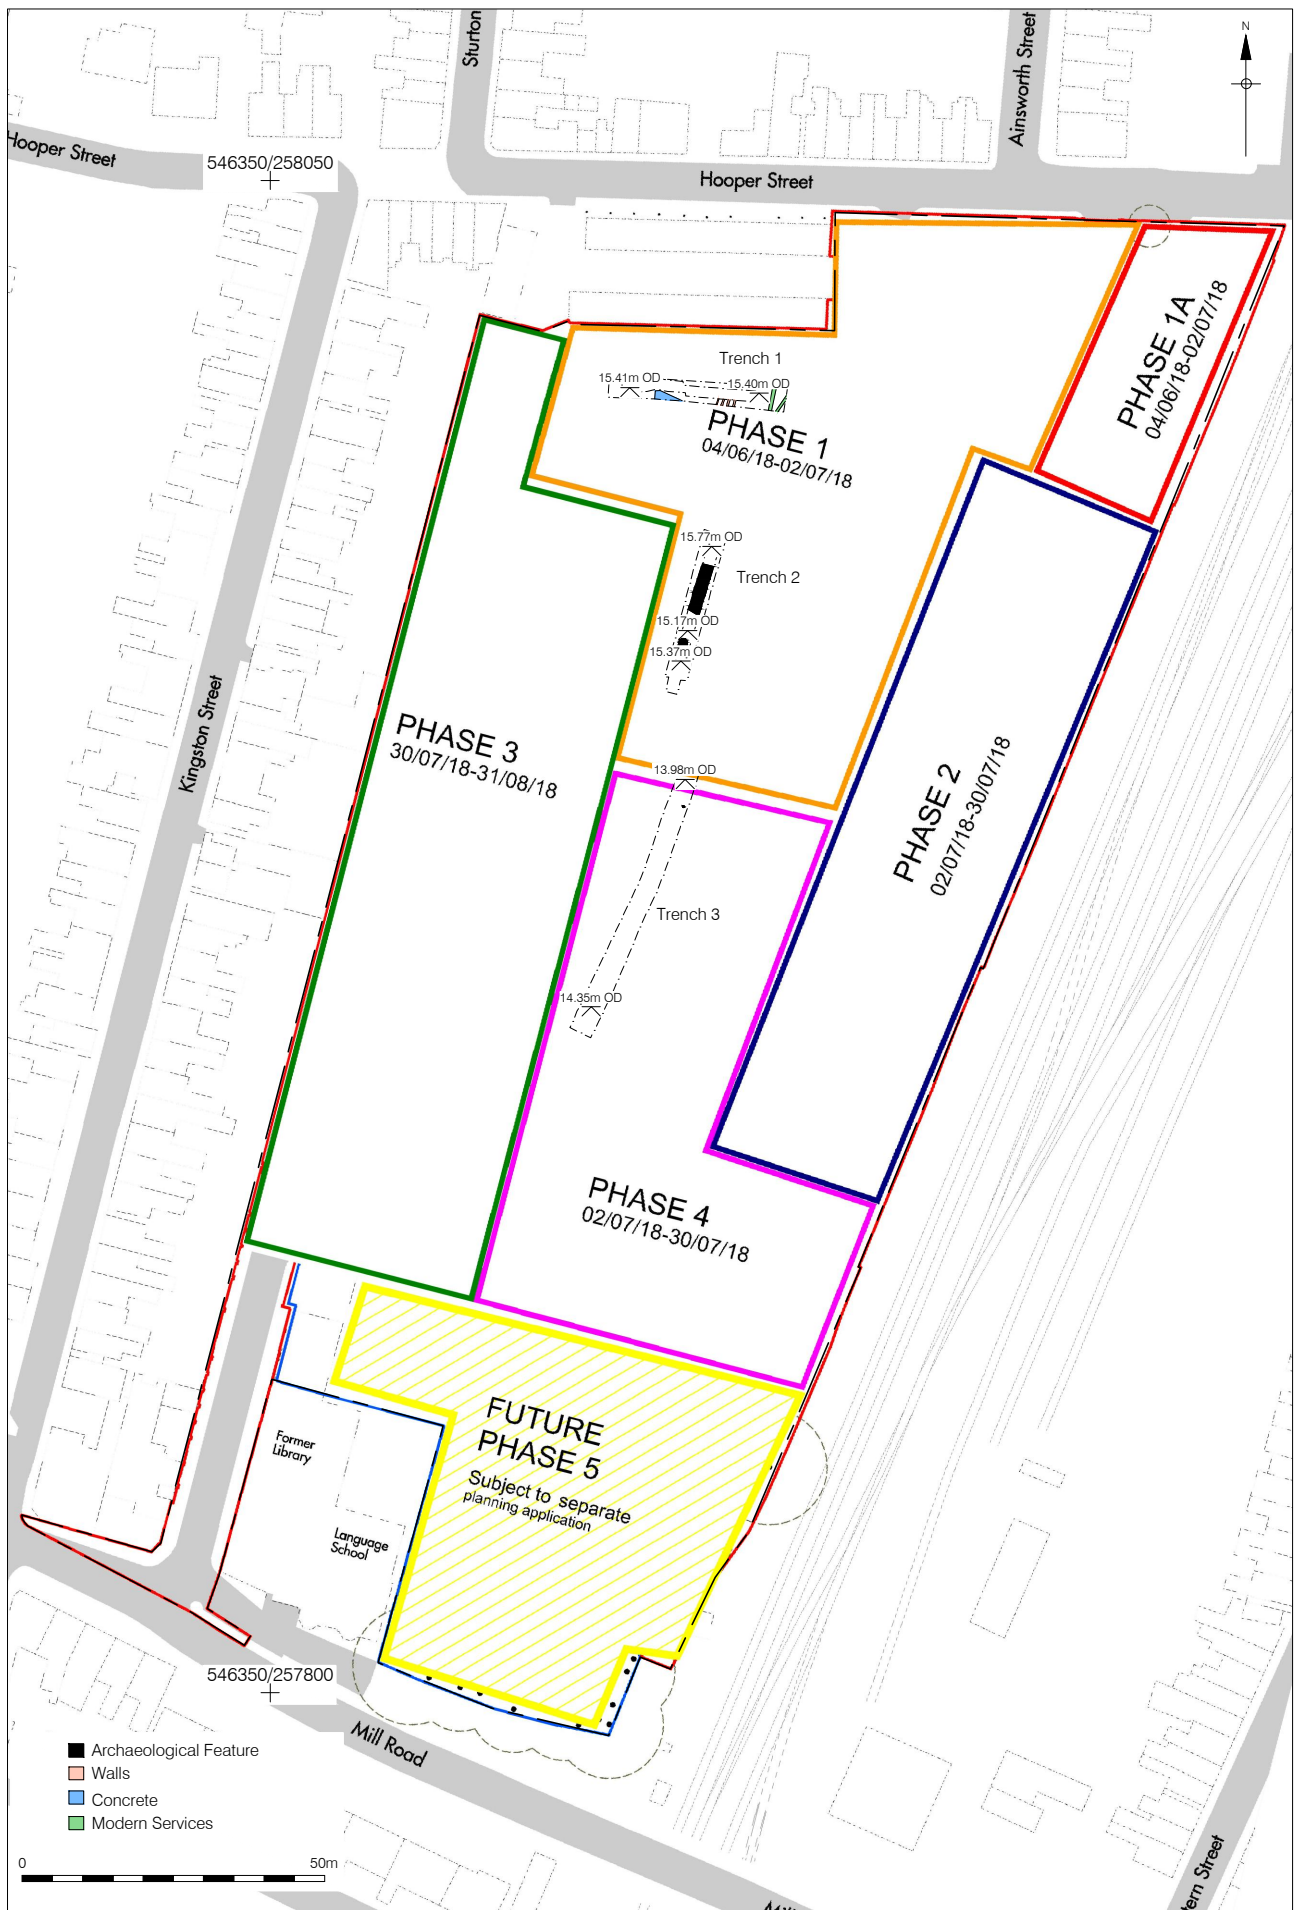 Sturton
Ainsworth Street
N
Hooper Street
546350/258050
Hooper Street
PHASE 1A
04/06/18-02/07/18
Trench 1
15.41m OD
15.40m OD
PHASE 1
04/06/18-02/07/18
15.77m OD
Trench 2
15.17m OD
15.37m OD
Kingston Street
PHASE 3
30/07/18-31/08/18
13.98m OD
PHASE 2
02/07/18-30/07/18
Trench 3
14.35m OD
PHASE 4
02/07/18-30/07/18
FUTURE
PHASE 5
Subject to separate
planning application
Former
Library
Language
School
546350/257800
Mill Road
Archaeological Feature
Walls
Concrete
Modern Services
0
50m
tern Street